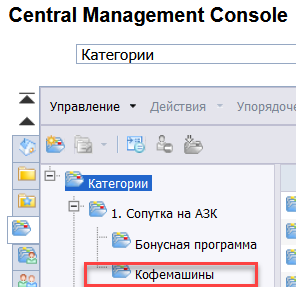 Central Management Console
Категории
Управление Действия Упорядоче
Категории
1. Сопутка на АЗК
Бонусная программа
Кофемашины